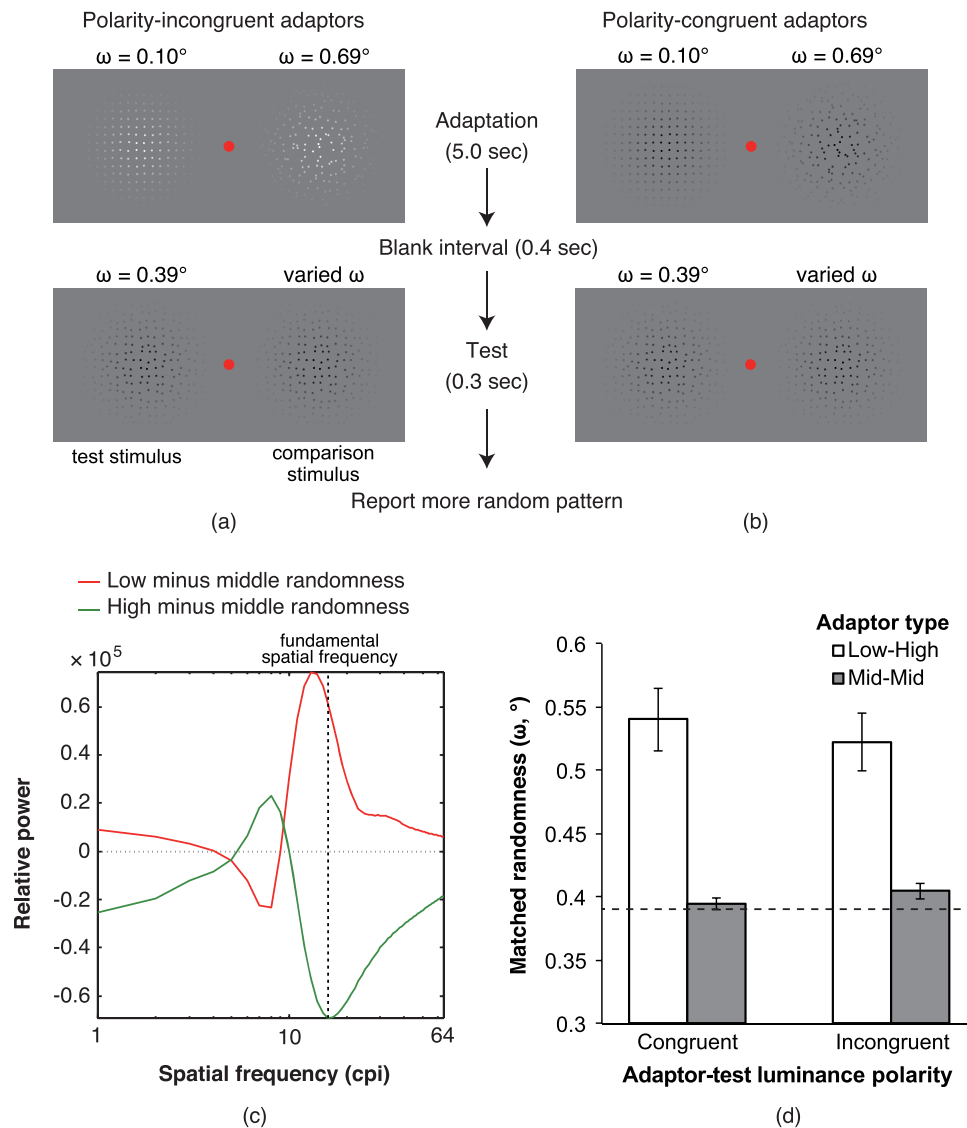 Polarity-incongruent adaptors
ω = 0.10°
ω = 0.69°
Adaptation
(5.0 sec)
Polarity-congruent adaptors
ω = 0.10°
ω = 0.69°
Blank interval (0.4 sec)
ω = 0.39°
varied ω
Test
(0.3 sec)
ω = 0.39°
varied ω
test stimulus
comparison
stimulus
Report more random pattern
(a)
(b)
Low minus middle randomness
High minus middle randomness
fundamental
spatial frequency
× 10⁵
0.6
0.4
0.2
0
-0.2
-0.4
-0.6
Relative power
1
10
64
Spatial frequency (cpi)
(c)
Adaptor type
Low-High
Mid-Mid
0.6
0.55
0.5
0.45
0.4
0.35
0.3
Matched randomness (ω, °)
Congruent
Incongruent
Adaptor-test luminance polarity
(d)